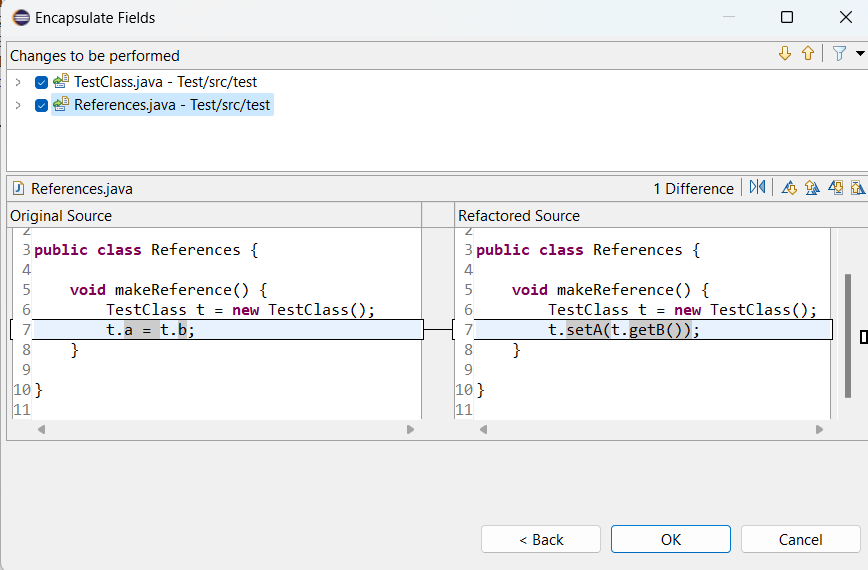 Encapsulate Fields
Changes to be performed
TestClass.java - Test/src/test
References.java - Test/src/test
References.java
1 Difference
Original Source
Refactored Source
2
3 public class References {
4
5     void makeReference() {
6         TestClass t = new TestClass();
7         t.a = t.b;
8     }
9
10 }
11
2
3 public class References {
4
5     void makeReference() {
6         TestClass t = new TestClass();
7         t.setA(t.getB());
8     }
9
10 }
11
< Back
OK
Cancel